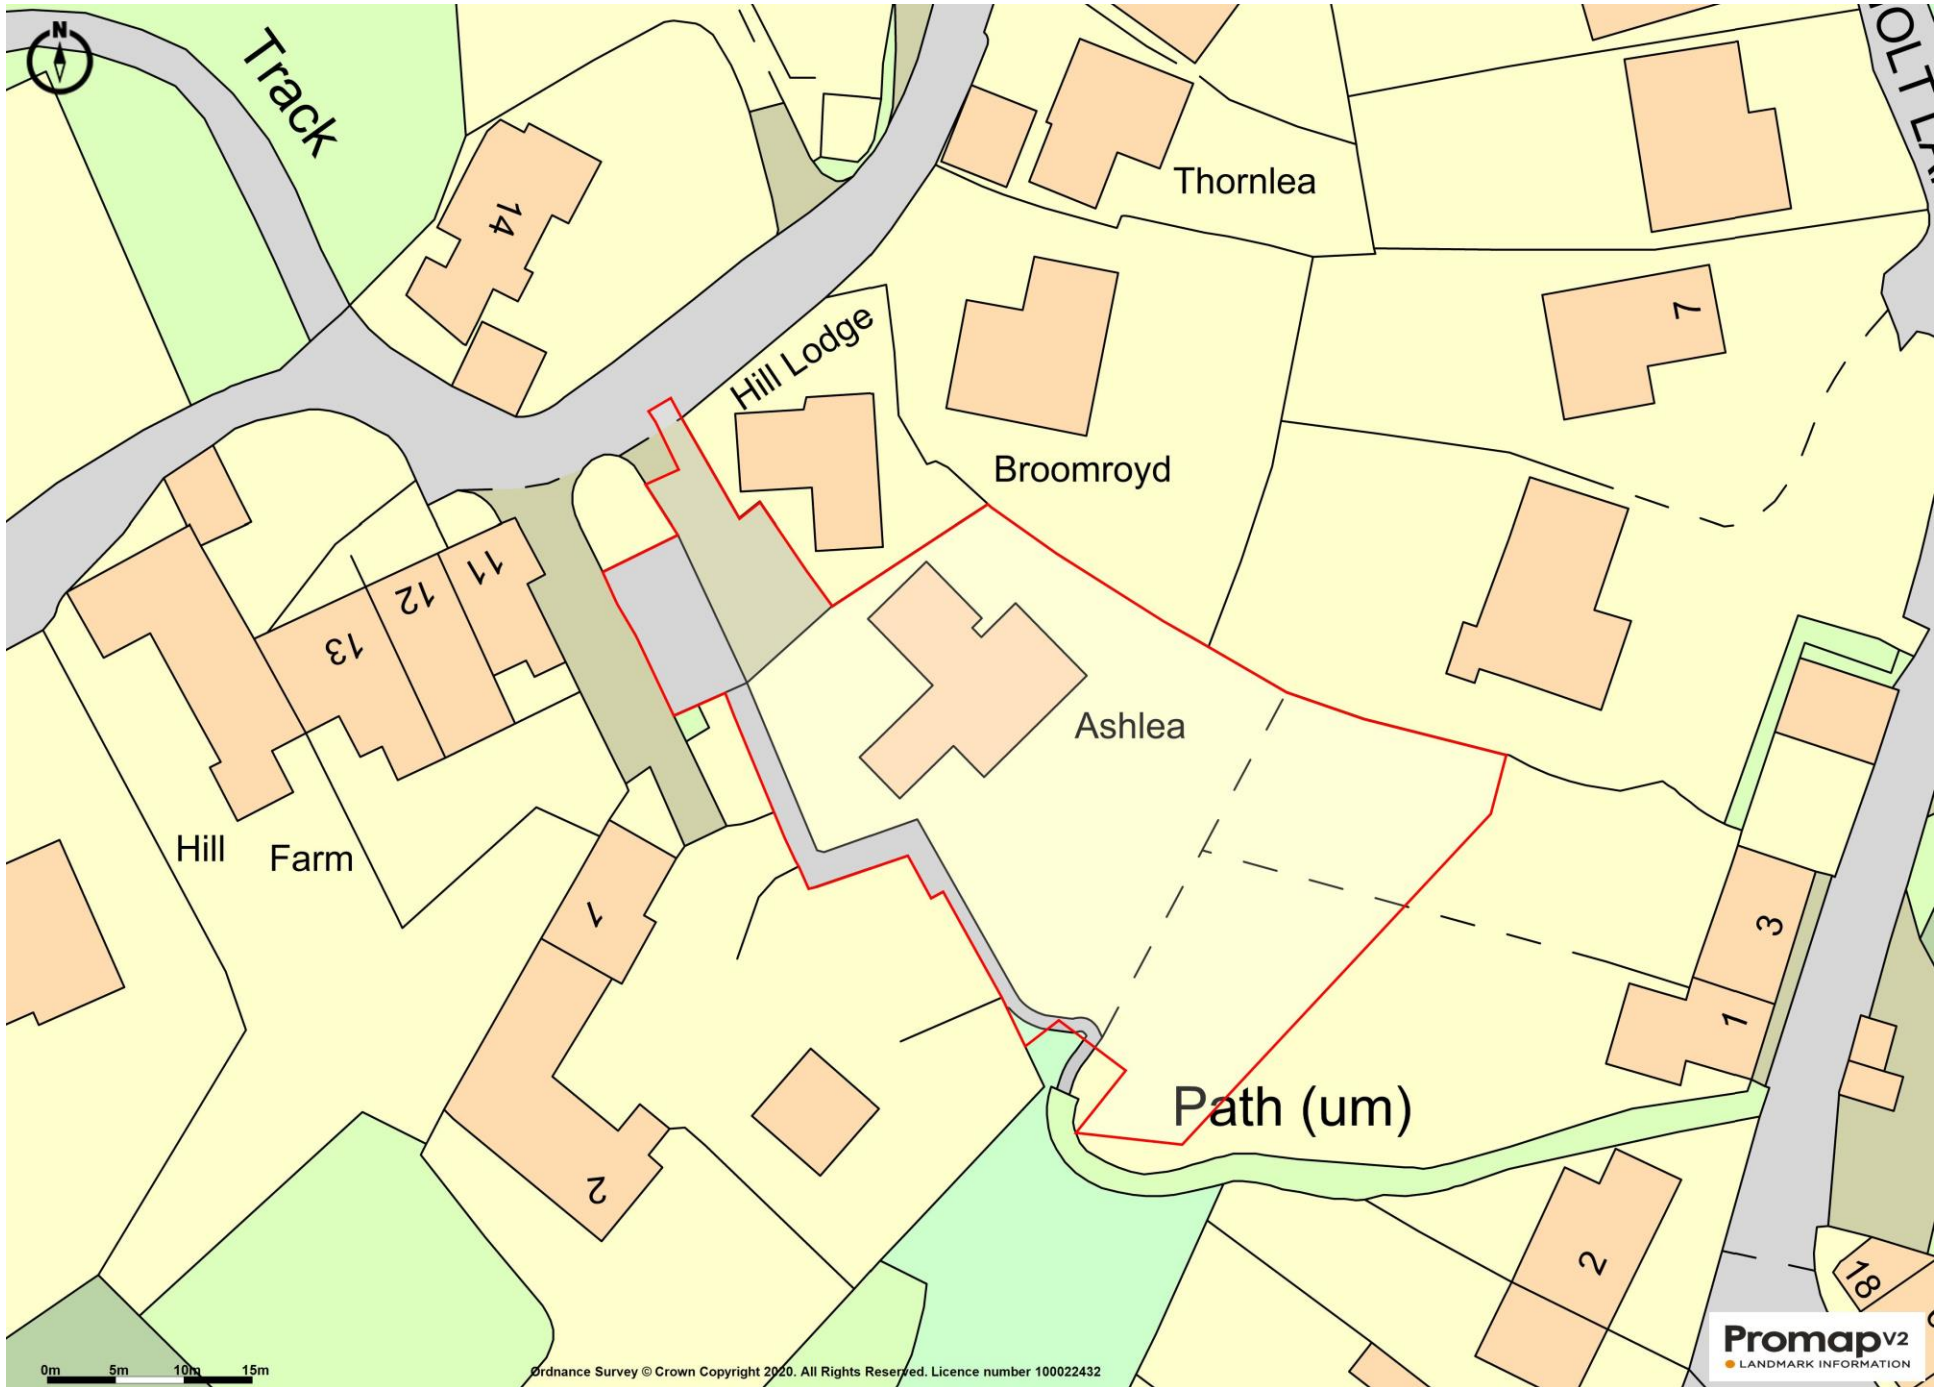 N
Track
14
Thornlea
7
Hill Lodge
Broomroyd
11
12
13
Ashlea
Hill Farm
1
3
1
Path (um)
2
2
18
0m 5m 10m 15m
Ordnance Survey © Crown Copyright 2020. All Rights Reserved. Licence number 100022432
Promap V2
LANDMARK INFORMATION